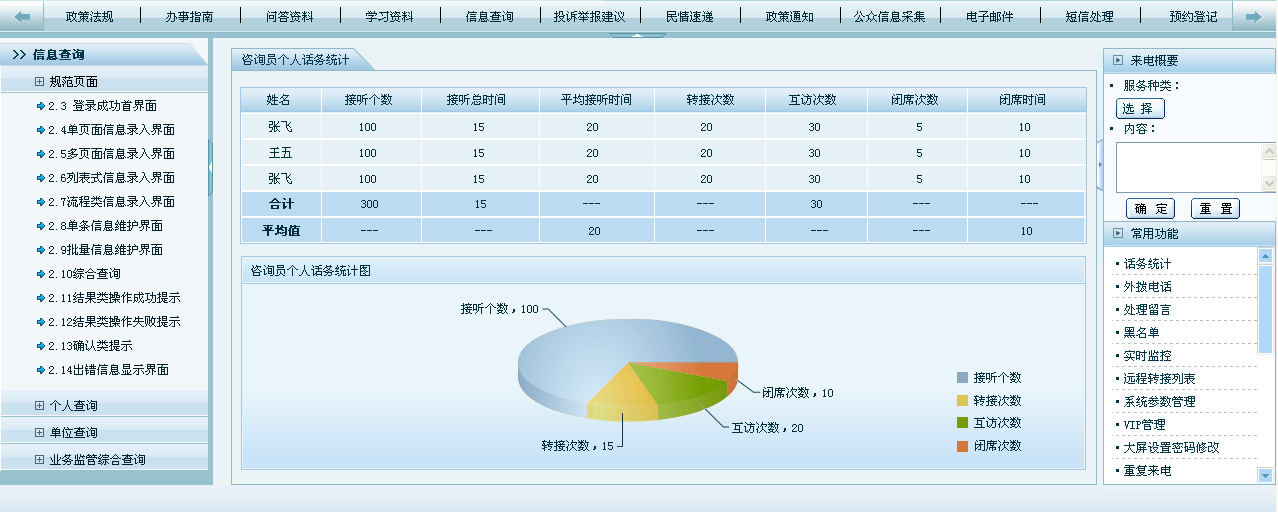 政策法规 办事指南 问答资料 学习资料 信息查询 投诉举报建议 民情速递 政策通知 公众信息采集 电子邮件 短信处理 预约登记
信息查询
规范页面
2.3 登录成功首界面
2.4单页面信息录入界面
2.5多页面信息录入界面
2.6列表式信息录入界面
2.7流程类信息录入界面
2.8单条信息维护界面
2.9批量信息维护界面
2.10综合查询
2.11结果类操作成功提示
2.12结果类操作失败提示
2.13确认类提示
2.14出错信息显示界面
个人查询
单位查询
业务监管综合查询
咨询员个人话务统计
姓名 接听个数 接听总时间 平均接听时间 转接次数 互访次数 闭席次数 闭席时间
张飞 100 15 20 20 30 5 10
王五 100 15 20 20 30 5 10
张飞 100 15 20 20 30 5 10
合计 300 15 --- --- 30 --- ---
平均值 --- --- 20 --- --- --- 10
咨询员个人话务统计图
接听个数，100
闭席次数，10
互访次数，20
转接次数，15
接听个数
转接次数
互访次数
闭席次数
来电概要
服务种类：
选 择
内容：
确 定 重 置
常用功能
话务统计
外拨电话
处理留言
黑名单
实时监控
远程转接列表
系统参数管理
VIP管理
大屏设置密码修改
重复来电